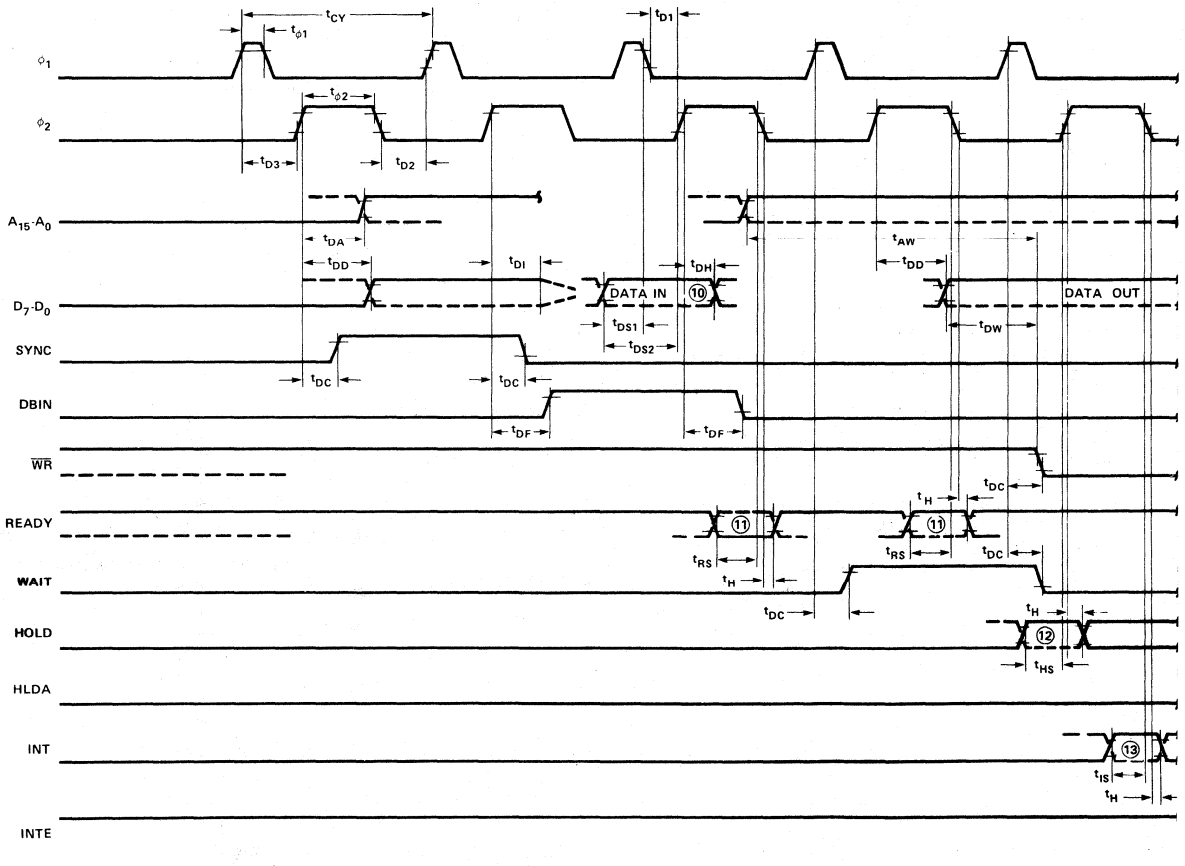 tCY
tD1
tφ1
φ1
tφ2
φ2
tD3
tD2
A15-A0
tDA
tAW
tDD
tDI
tDH
tDD
D7-D0
DATA IN
10
DATA OUT
tDS1
tDW
tDS2
SYNC
tDC
tDC
DBIN
tDF
tDF
WR
tDC
tH
READY
11
11
tRS
tRS
tDC
WAIT
tH
tDC
tH
HOLD
12
tHS
HLDA
INT
13
tIS
tH
INTE